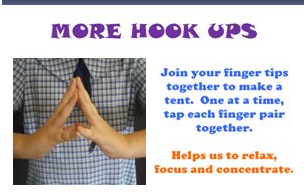 MORE HOOK UPS
Join your finger tips
together to make a
tent. One at a time,
tap each finger pair
together.
Helps us to relax,
focus and concentrate.